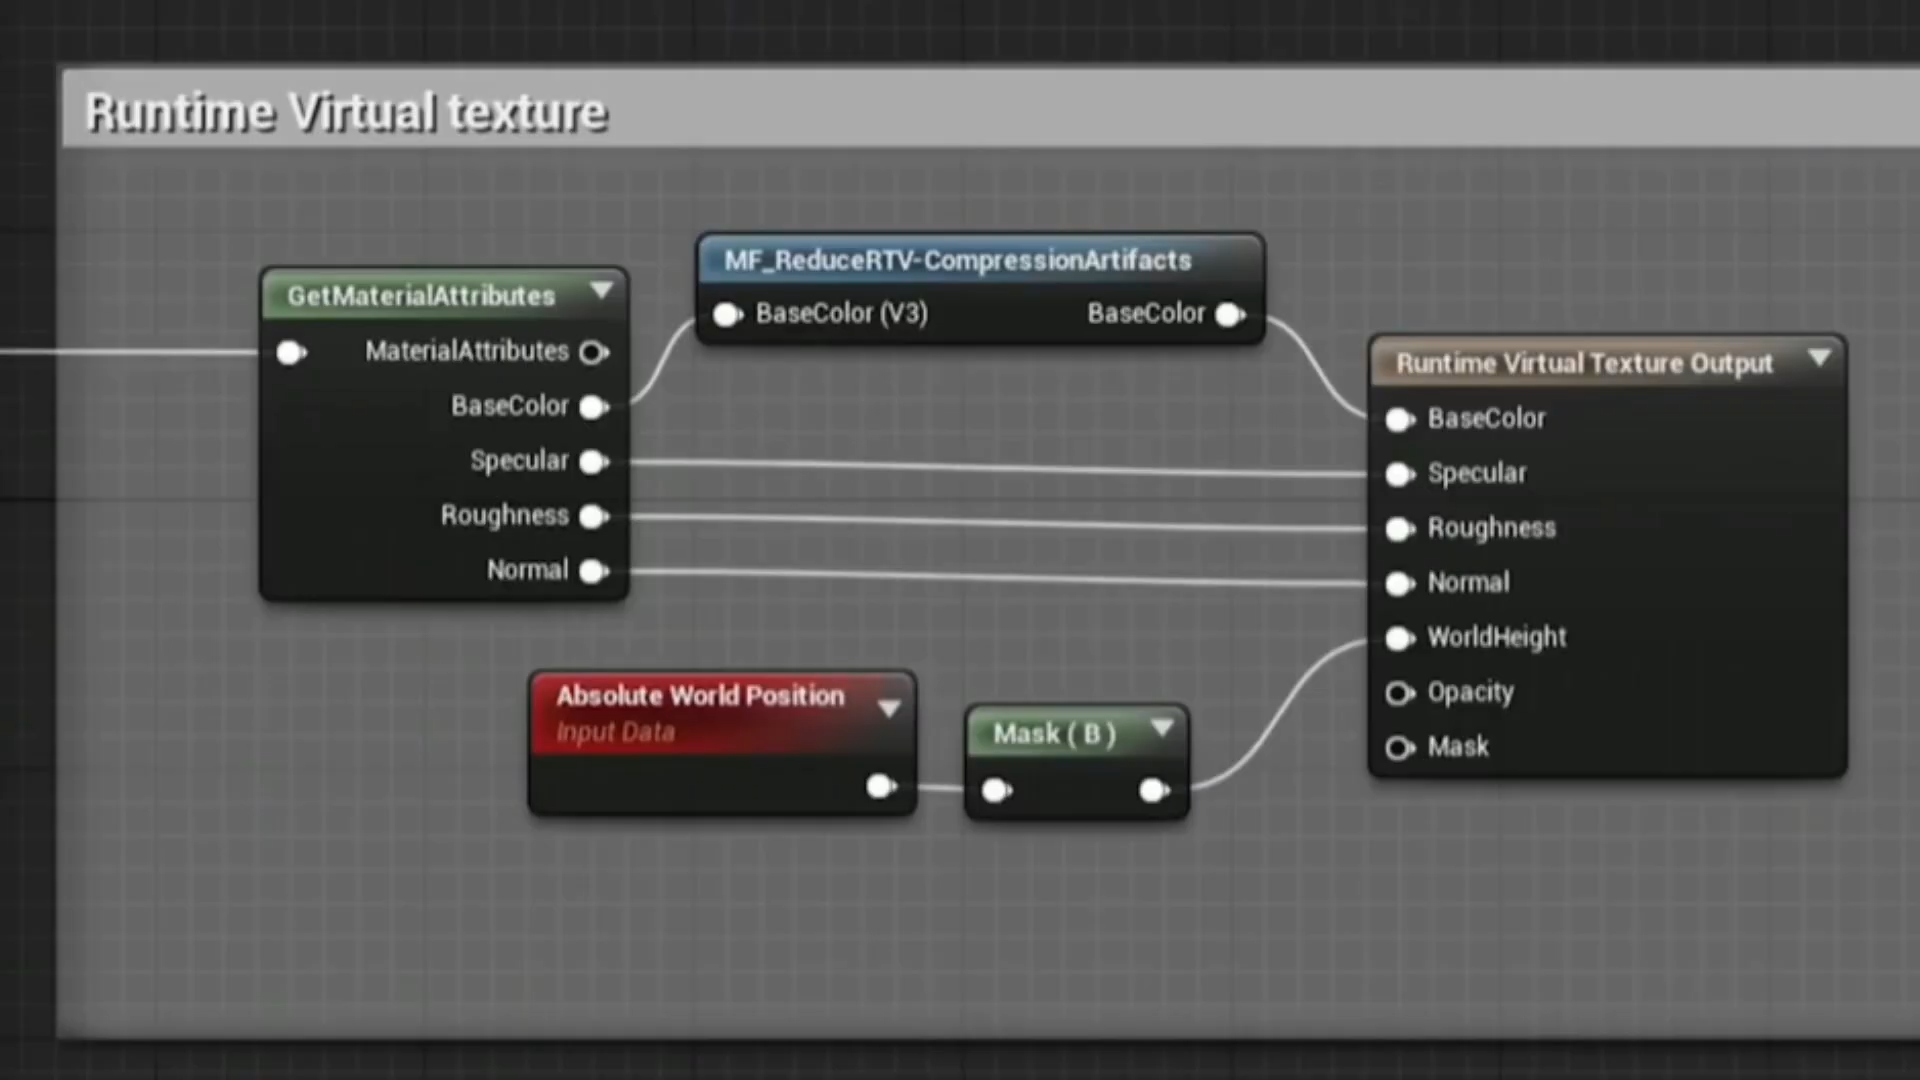 Runtime Virtual texture
GetMaterialAttributes
MaterialAttributes
BaseColor
Specular
Roughness
Normal
MF_ReduceRTV-CompressionArtifacts
BaseColor (V3)
BaseColor
Absolute World Position
Input Data
Mask ( B )
Runtime Virtual Texture Output
BaseColor
Specular
Roughness
Normal
WorldHeight
Opacity
Mask